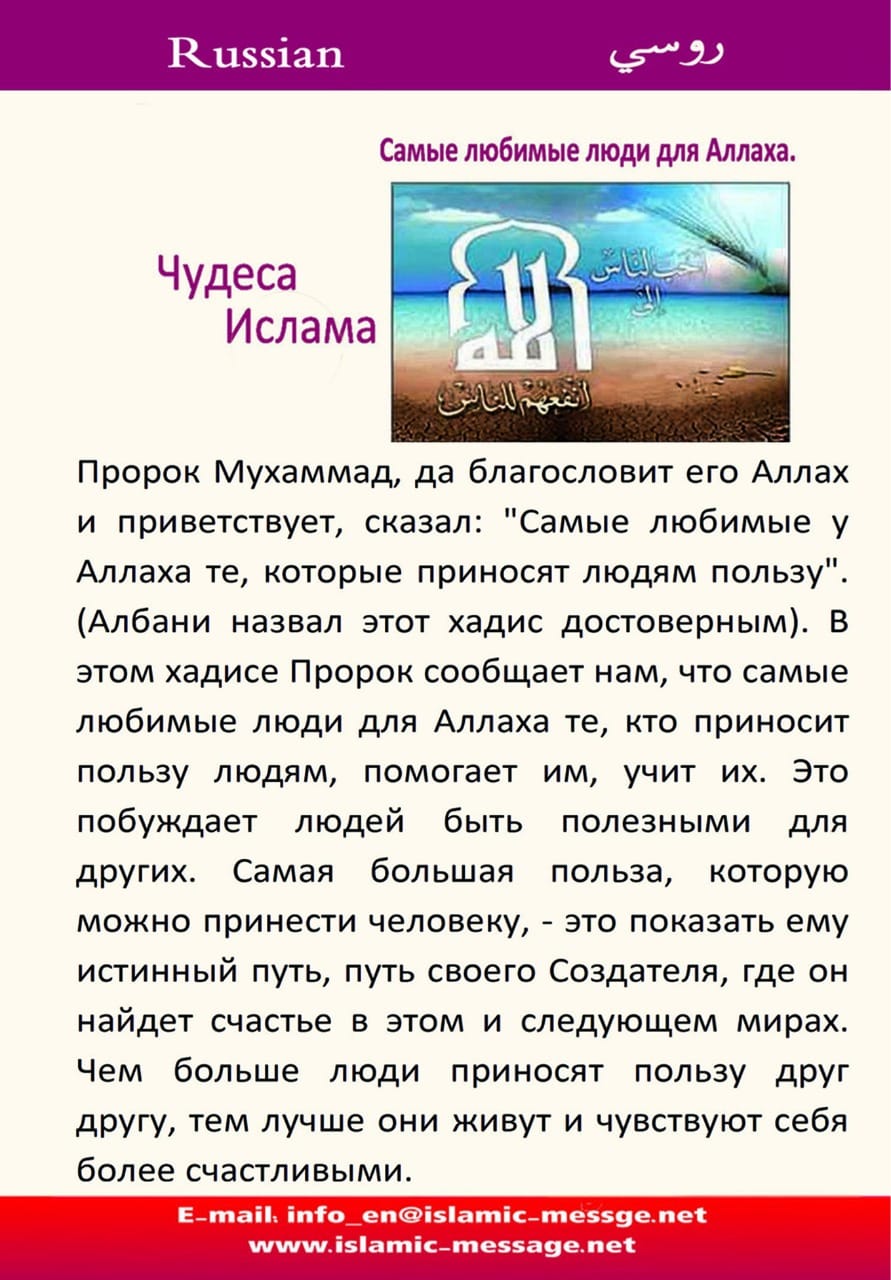 Russian روسي
Самые любимые люди для Аллаха.
Чудеса
Ислама
أحب الناس
إلى
الله
أنفعهم للناس
Пророк Мухаммад, да благословит его Аллах
и приветствует, сказал: "Самые любимые у
Аллаха те, которые приносят людям пользу".
(Албани назвал этот хадис достоверным). В
этом хадисе Пророк сообщает нам, что самые
любимые люди для Аллаха те, кто приносит
пользу людям, помогает им, учит их. Это
побуждает людей быть полезными для
других. Самая большая польза, которую
можно принести человеку, - это показать ему
истинный путь, путь своего Создателя, где он
найдет счастье в этом и следующем мирах.
Чем больше люди приносят пользу друг
другу, тем лучше они живут и чувствуют себя
более счастливыми.
E-mail: info_en@islamic-messge.net
www.islamic-message.net